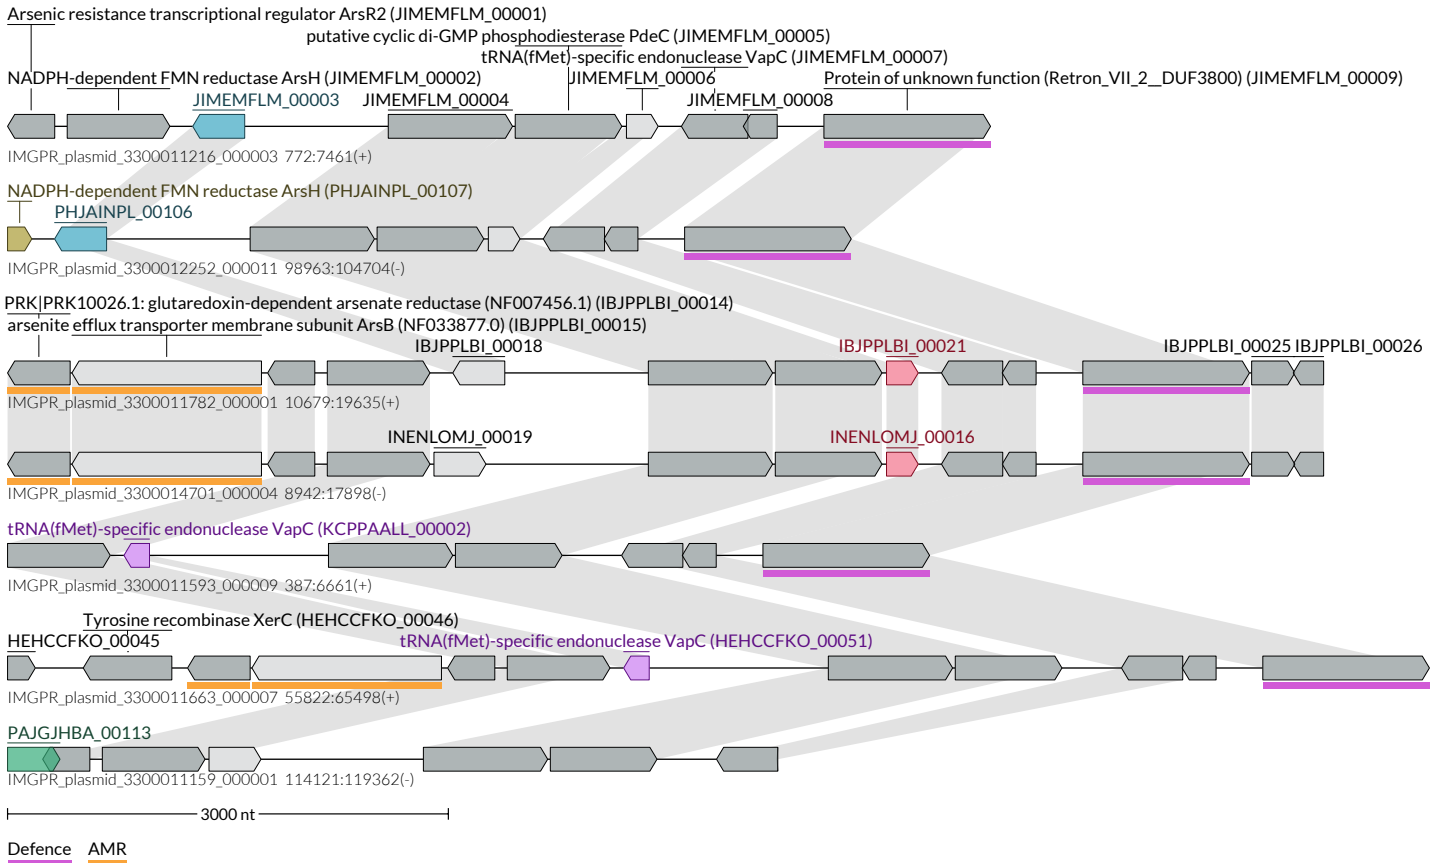 Arsenic resistance transcriptional regulator ArsR2 (JIMEMFLM_00001)
putative cyclic di-GMP phosphodiesterase PdeC (JIMEMFLM_00005)
tRNA(fMet)-specific endonuclease VapC (JIMEMFLM_00007)
NADPH-dependent FMN reductase ArsH (JIMEMFLM_00002) JIMEMFLM_00006 Protein of unknown function (Retron_VII_2__DUF3800) (JIMEMFLM_00009)
JIMEMFLM_00003 JIMEMFLM_00004 JIMEMFLM_00008
IMGPR_plasmid_3300011216_000003 772:7461(+)
NADPH-dependent FMN reductase ArsH (PHJAINPL_00107)
PHJAINPL_00106
IMGPR_plasmid_3300012252_000011 98963:104704(-)
PRK|PRK10026.1: glutaredoxin-dependent arsenate reductase (NF007456.1) (IBJPPLBI_00014)
arsenite efflux transporter membrane subunit ArsB (NF033877.0) (IBJPPLBI_00015)
IBJPPLBI_00018 IBJPPLBI_00021 IBJPPLBI_00025 IBJPPLBI_00026
IMGPR_plasmid_3300011782_000001 10679:19635(+)
INENLOMJ_00019 INENLOMJ_00016
IMGPR_plasmid_3300014701_000004 8942:17898(-)
tRNA(fMet)-specific endonuclease VapC (KCPPAALL_00002)
IMGPR_plasmid_3300011593_000009 387:6661(+)
Tyrosine recombinase XerC (HEHCCFKO_00046)
HEHCCFKO_00045 tRNA(fMet)-specific endonuclease VapC (HEHCCFKO_00051)
IMGPR_plasmid_3300011663_000007 55822:65498(+)
PAJGJHBA_00113
IMGPR_plasmid_3300011159_000001 114121:119362(-)
3000 nt
Defence AMR